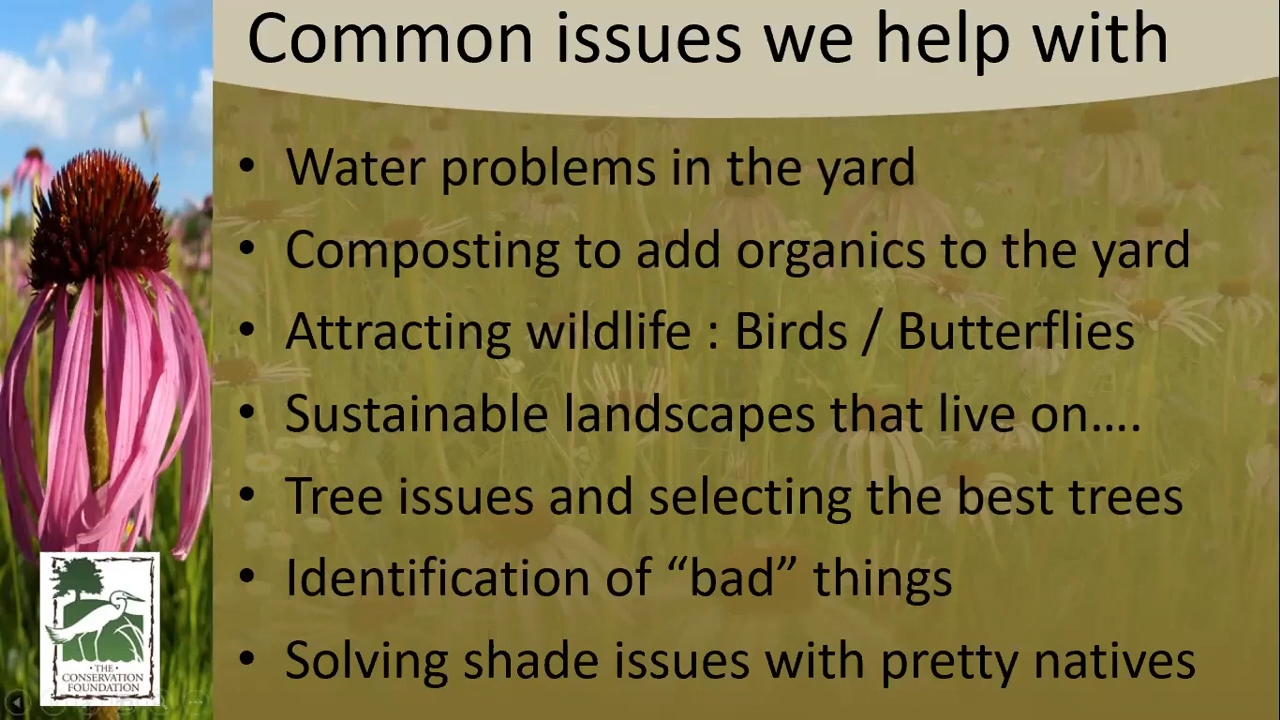 Common issues we help with
• Water problems in the yard
• Composting to add organics to the yard
• Attracting wildlife : Birds / Butterflies
• Sustainable landscapes that live on....
• Tree issues and selecting the best trees
• Identification of “bad” things
• Solving shade issues with pretty natives
• THE •
CONSERVATION
FOUNDATION